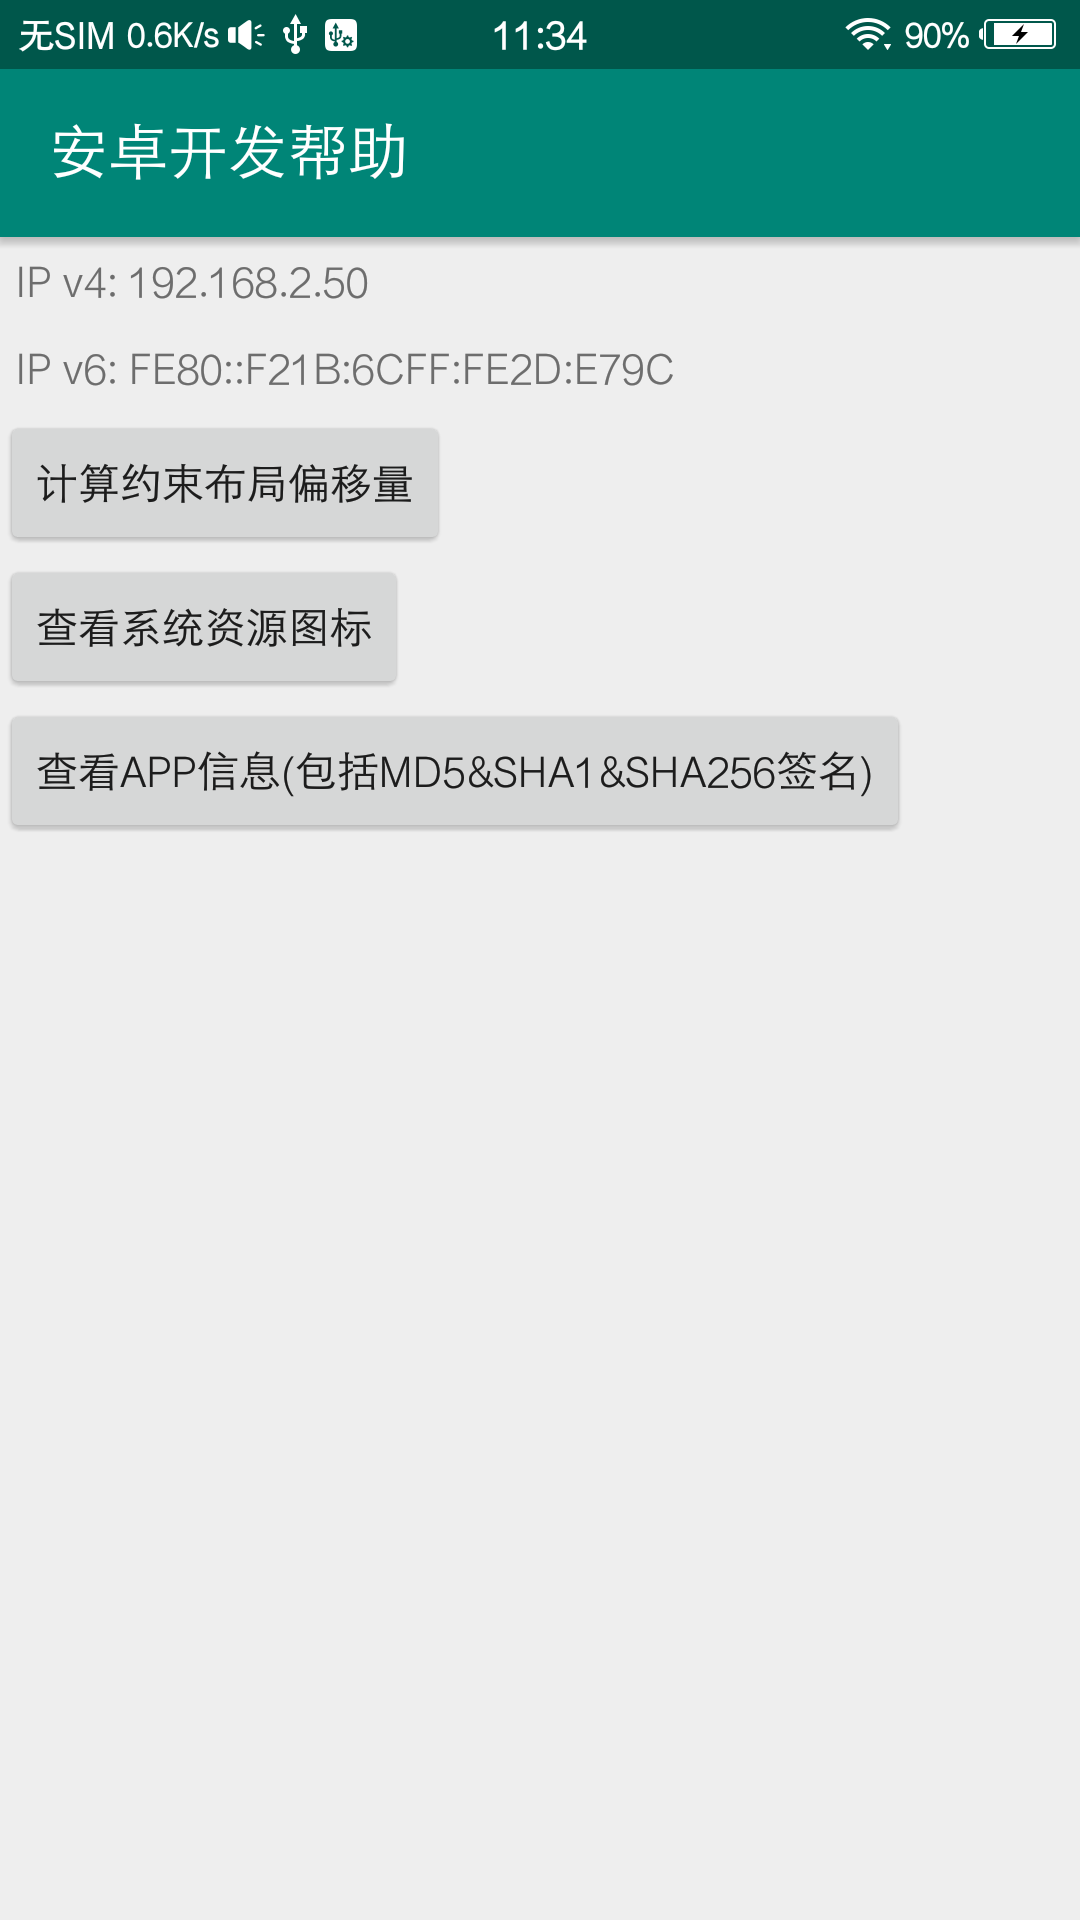 无SIM 0.6K/s 11:34 90%
安卓开发帮助
IP v4: 192.168.2.50
IP v6: FE80::F21B:6CFF:FE2D:E79C
计算约束布局偏移量
查看系统资源图标
查看APP信息(包括MD5&SHA1&SHA256签名)